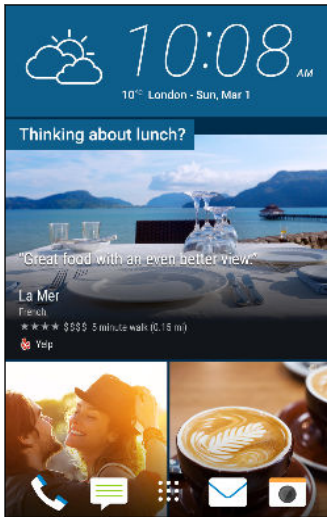 10:08 AM
10°C London - Sun, Mar 1
Thinking about lunch?
"Great food with an even better view."
La Mer
French
★★★★ $$$$ 5 minute walk (0.15 mi)
Yelp